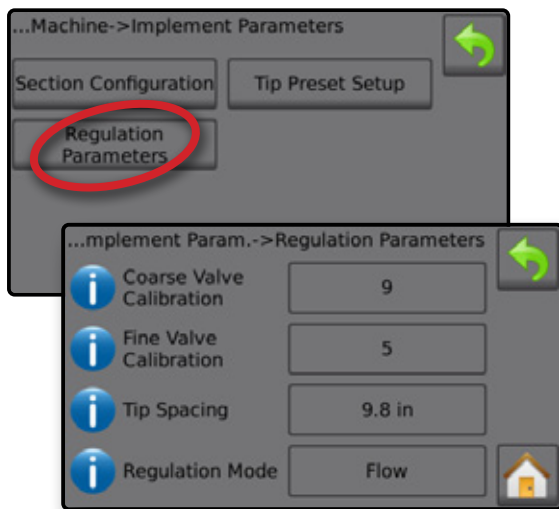 ...Machine->Implement Parameters
Section Configuration
Tip Preset Setup
Regulation
Parameters
...mplement Param.->Regulation Parameters
Coarse Valve
Calibration
9
Fine Valve
Calibration
5
Tip Spacing
9.8 in
Regulation Mode
Flow